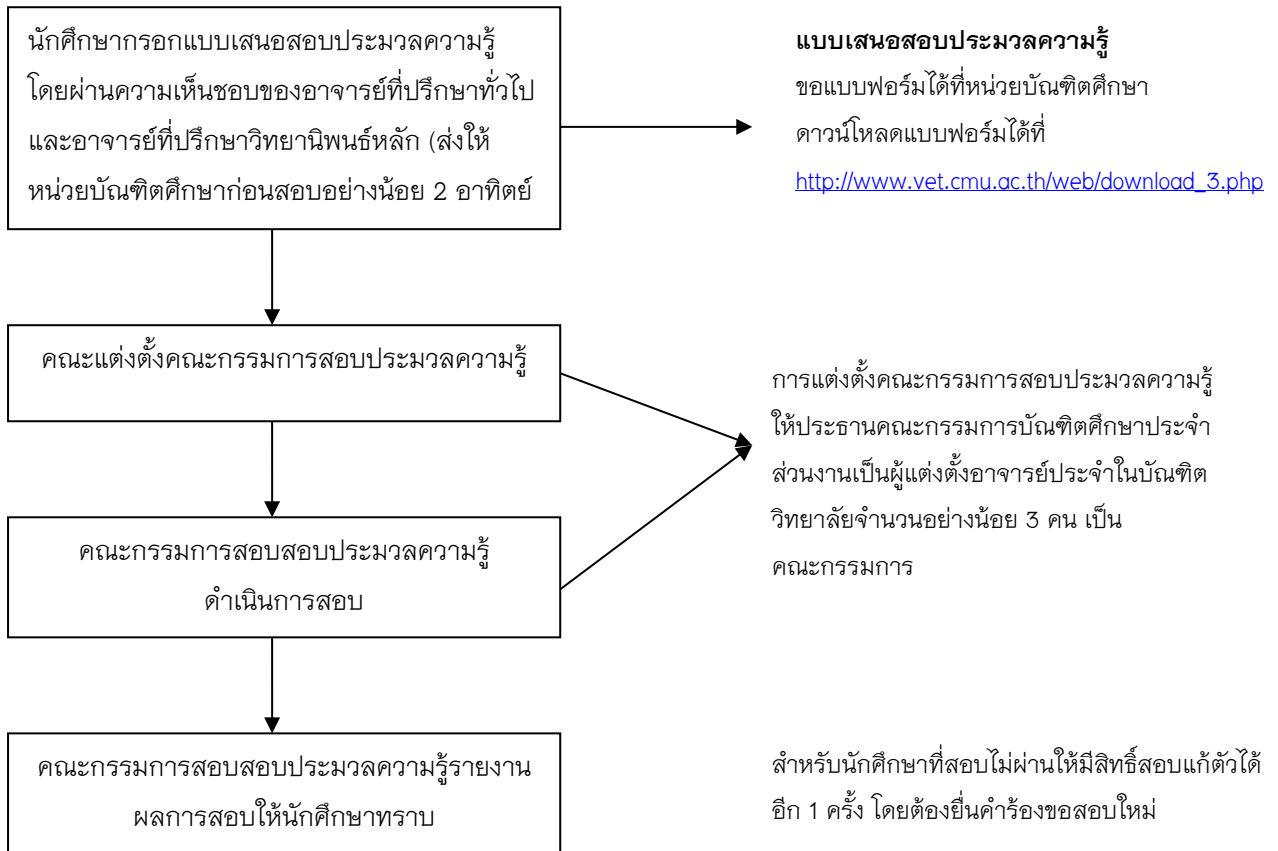 นักศึกษากรอกแบบเสนอสอบประมวลความรู้
โดยผ่านความเห็นชอบของอาจารย์ที่ปรึกษาทั่วไป
และอาจารย์ที่ปรึกษาวิทยานิพนธ์หลัก (ส่งให้
หน่วยบัณฑิตศึกษาก่อนสอบอย่างน้อย 2 อาทิตย์
แบบเสนอสอบประมวลความรู้
ขอแบบฟอร์มได้ที่หน่วยบัณฑิตศึกษา
ดาวน์โหลดแบบฟอร์มได้ที่
http://www.vet.cmu.ac.th/web/download_3.php
คณะแต่งตั้งคณะกรรมการสอบประมวลความรู้
การแต่งตั้งคณะกรรมการสอบประมวลความรู้
ให้ประธานคณะกรรมการบัณฑิตศึกษาประจำ
ส่วนงานเป็นผู้แต่งตั้งอาจารย์ประจำในบัณฑิต
วิทยาลัยจำนวนอย่างน้อย 3 คน เป็น
คณะกรรมการ
คณะกรรมการสอบสอบประมวลความรู้
ดำเนินการสอบ
คณะกรรมการสอบสอบประมวลความรู้รายงาน
ผลการสอบให้นักศึกษาทราบ
สำหรับนักศึกษาที่สอบไม่ผ่านให้มีสิทธิ์สอบแก้ตัวได้
อีก 1 ครั้ง โดยต้องยื่นคำร้องขอสอบใหม่